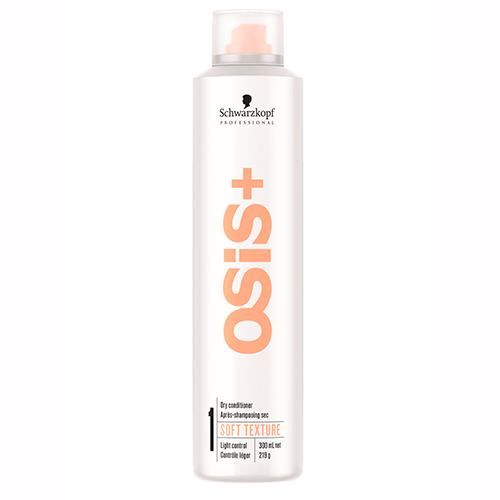 Schwarzkopf
PROFESSIONAL
OSiS+
1
Dry conditioner
Après-shampooing sec
SOFT TEXTURE
Light control 300 mL net
Contrôle léger 219 g